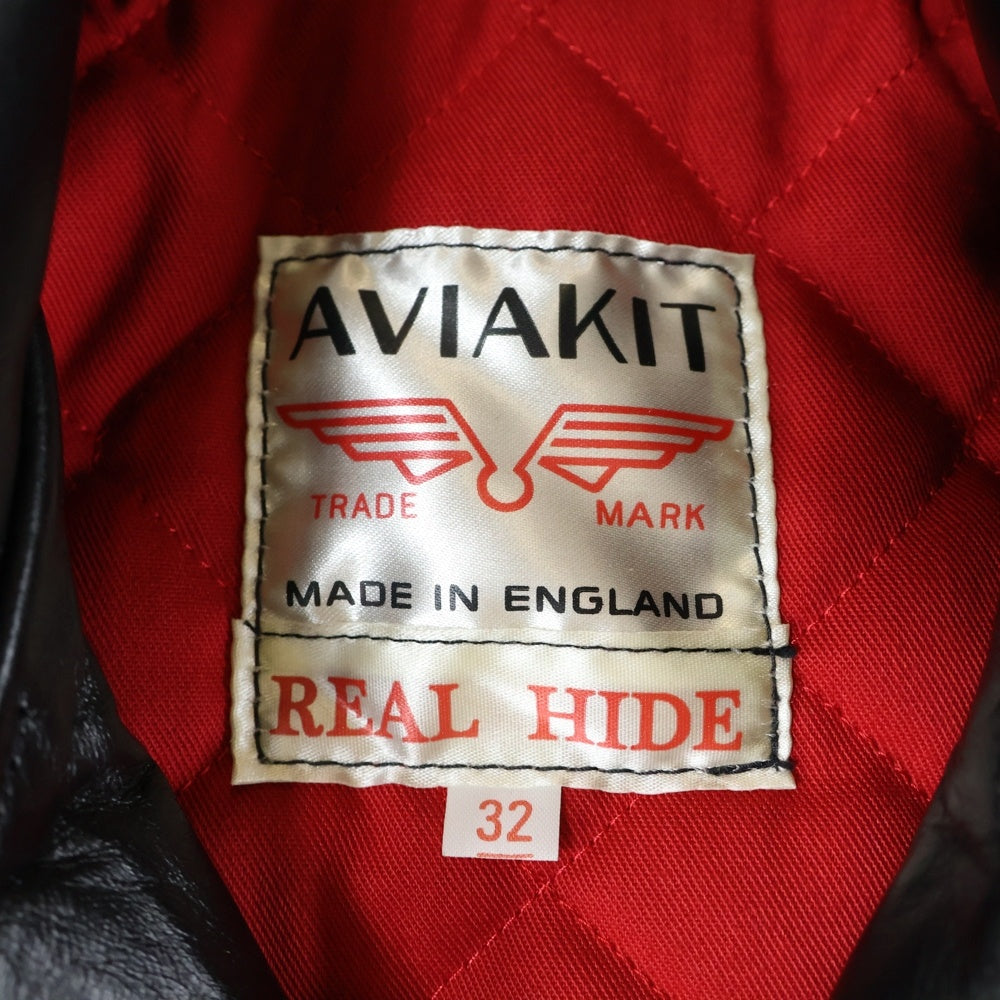 AVIAKIT
TRADE MARK
MADE IN ENGLAND
REAL HIDE
32